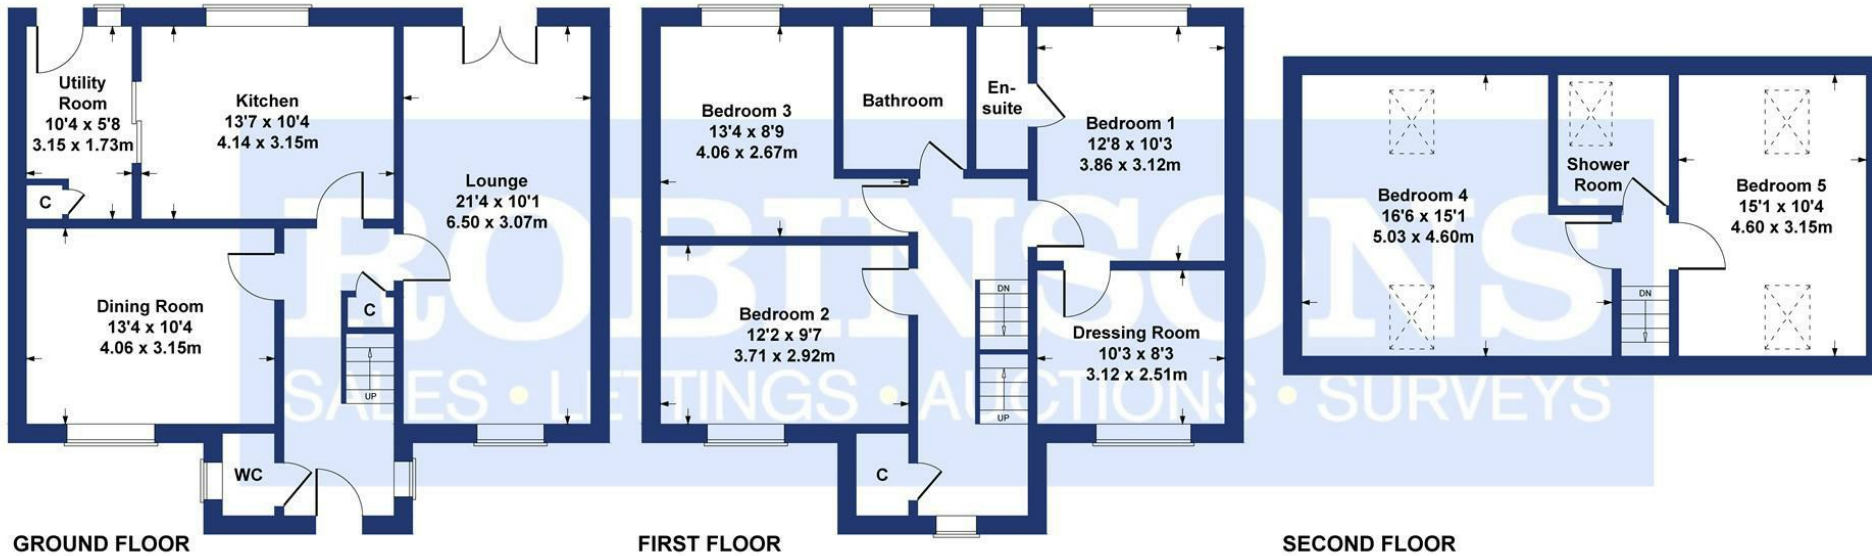 Utility
Room
10'4 x 5'8
3.15 x 1.73m
C
Kitchen
13'7 x 10'4
4.14 x 3.15m
Lounge
21'4 x 10'1
6.50 x 3.07m
Dining Room
13'4 x 10'4
4.06 x 3.15m
C
UP
WC
GROUND FLOOR
Bedroom 3
13'4 x 8'9
4.06 x 2.67m
Bathroom
En-
suite
Bedroom 1
12'8 x 10'3
3.86 x 3.12m
Bedroom 2
12'2 x 9'7
3.71 x 2.92m
DN
UP
Dressing Room
10'3 x 8'3
3.12 x 2.51m
C
FIRST FLOOR
Bedroom 4
16'6 x 15'1
5.03 x 4.60m
Shower
Room
Bedroom 5
15'1 x 10'4
4.60 x 3.15m
DN
SECOND FLOOR
ROBINSONS
SALES • LETTINGS • AUCTIONS • SURVEYS